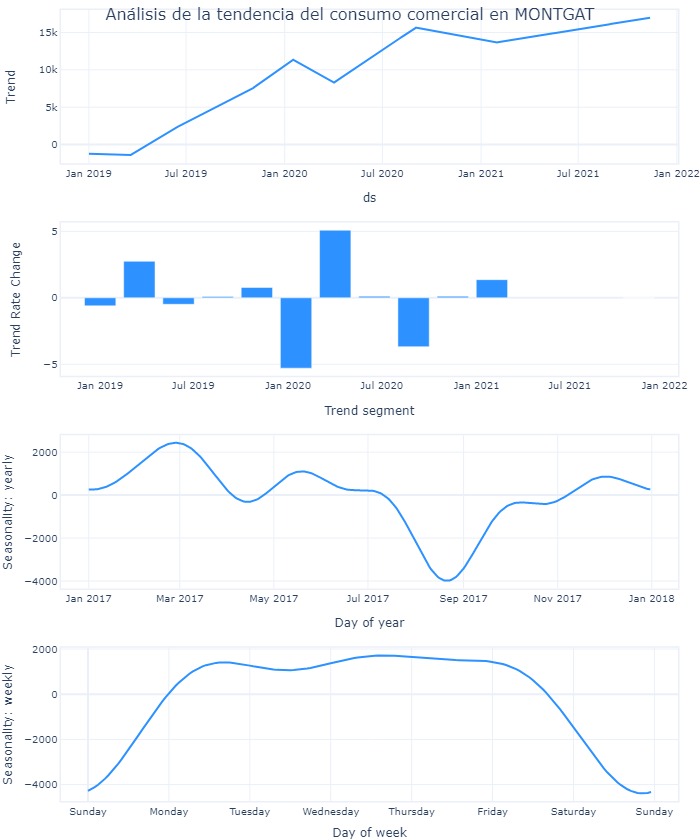 Análisis de la tendencia del consumo comercial en MONTGAT
15k
10k
5k
0
Trend
Jan 2019 Jul 2019 Jan 2020 Jul 2020 Jan 2021 Jul 2021 Jan 2022
ds
5
0
−5
Trend Rate Change
Jan 2019 Jul 2019 Jan 2020 Jul 2020 Jan 2021 Jul 2021 Jan 2022
Trend segment
2000
0
−2000
−4000
Seasonality: yearly
Jan 2017 Mar 2017 May 2017 Jul 2017 Sep 2017 Nov 2017 Jan 2018
Day of year
2000
0
−2000
−4000
Seasonality: weekly
Sunday Monday Tuesday Wednesday Thursday Friday Saturday Sunday
Day of week